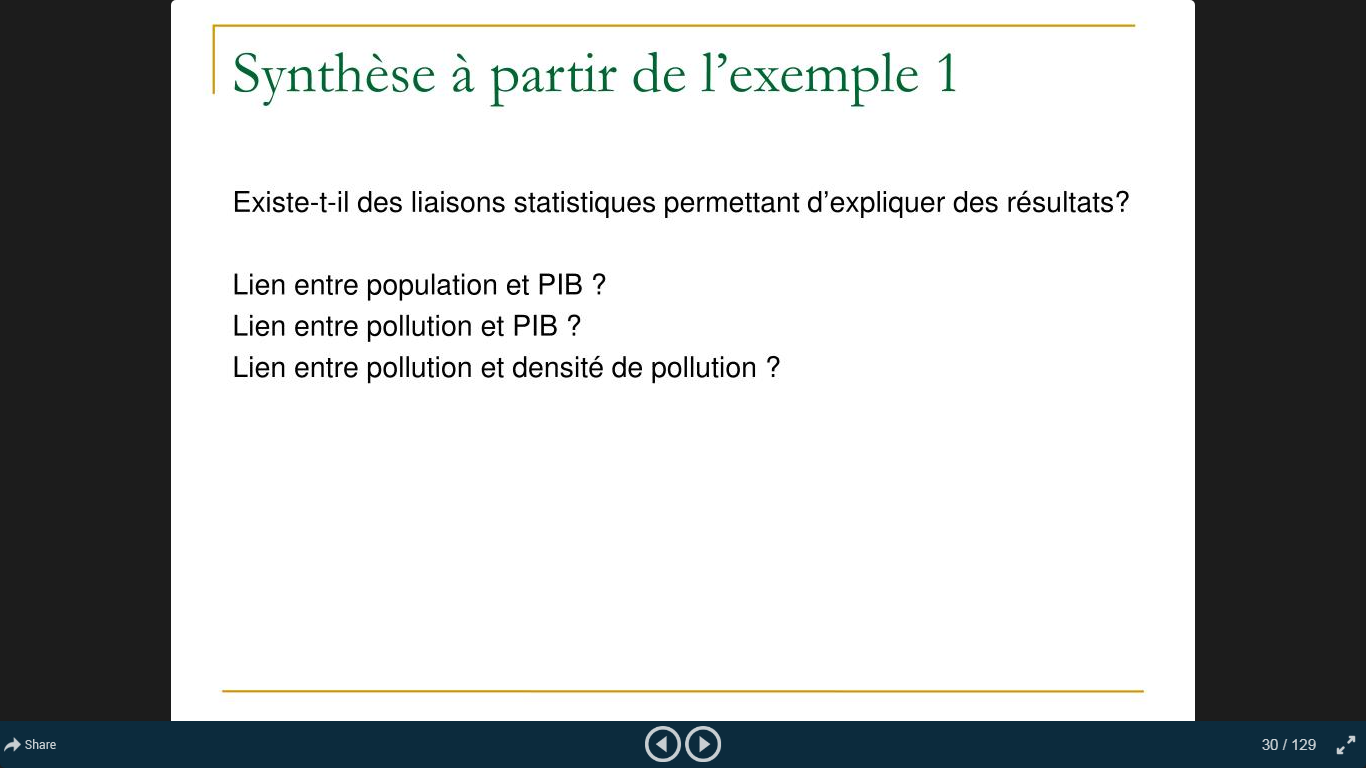 Synthèse à partir de l’exemple 1
Existe-t-il des liaisons statistiques permettant d’expliquer des résultats?
Lien entre population et PIB ?
Lien entre pollution et PIB ?
Lien entre pollution et densité de pollution ?
Share
30 / 129